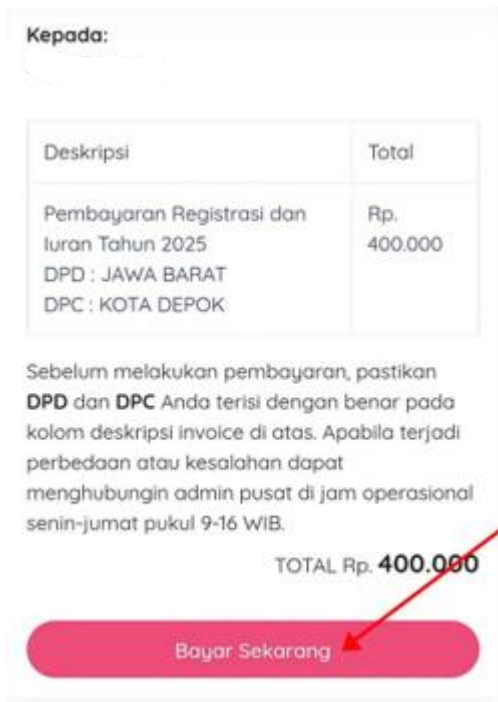 Kepada:
Deskripsi
Total
Pembayaran Registrasi dan
Iuran Tahun 2025
DPD : JAWA BARAT
DPC : KOTA DEPOK
Rp.
400.000
Sebelum melakukan pembayaran, pastikan
DPD dan DPC Anda terisi dengan benar pada
kolom deskripsi invoice di atas. Apabila terjadi
perbedaan atau kesalahan dapat
menghubungin admin pusat di jam operasional
senin-jumat pukul 9-16 WIB.
TOTAL Rp. 400.000
Bayar Sekarang